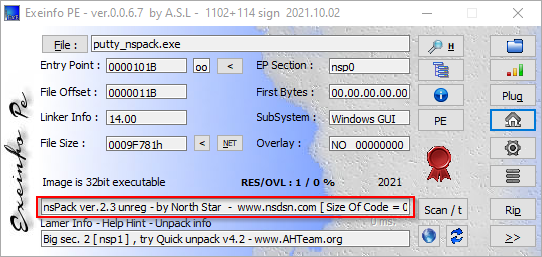 Exeinfo PE - ver.0.0.6.7 by A.S.L - 1102+114 sign 2021.10.02
Exeinfo Pe
File : putty_nspack.exe H
Entry Point : 0000101B oo < EP Section : nsp0
File Offset : 0000011B First Bytes : 00.00.00.00.00 Plug
Linker Info : 14.00 SubSystem : Windows GUI PE
File Size : 0009F781h < NET Overlay : NO 00000000
Image is 32bit executable RES/OVL : 1 / 0 % 2021
nsPack ver.2.3 unreg - by North Star - www.nsdsn.com [ Size Of Code = 0 Scan / t Rip
Lamer Info - Help Hint - Unpack info 0 ms.
Big sec. 2 [ nsp1 ] , try Quick unpack v4.2 - www.AHTeam.org >>